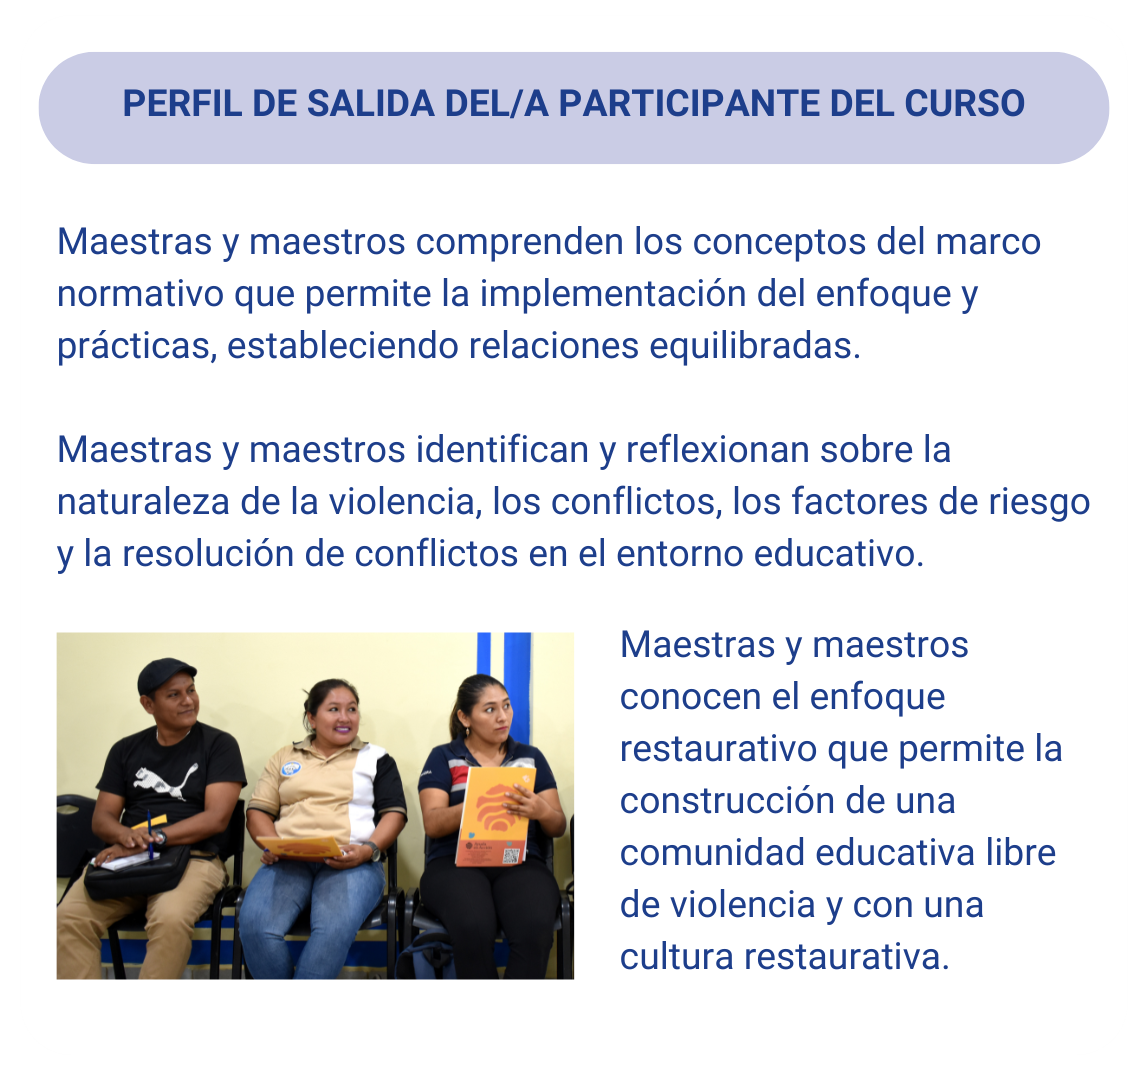 PERFIL DE SALIDA DEL/A PARTICIPANTE DEL CURSO
Maestras y maestros comprenden los conceptos del marco
normativo que permite la implementación del enfoque y
prácticas, estableciendo relaciones equilibradas.
Maestras y maestros identifican y reflexionan sobre la
naturaleza de la violencia, los conflictos, los factores de riesgo
y la resolución de conflictos en el entorno educativo.
Maestras y maestros
conocen el enfoque
restaurativo que permite la
construcción de una
comunidad educativa libre
de violencia y con una
cultura restaurativa.